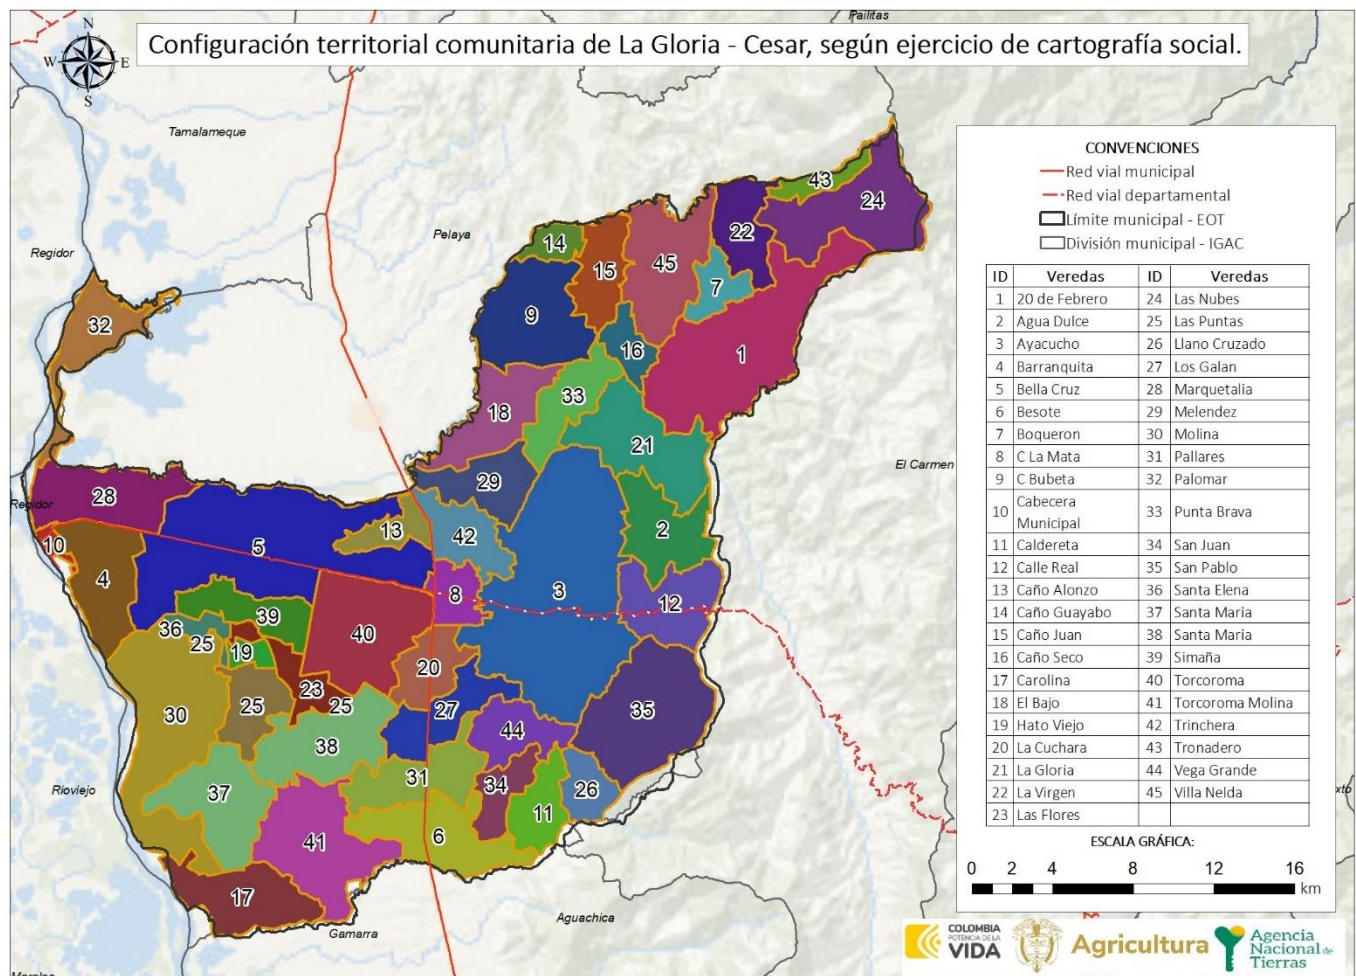 Pailitas
Configuración territorial comunitaria de La Gloria - Cesar, según ejercicio de cartografía social.
N
W E
S
Tamalameque
Regidor
Pelaya
Regidor
El Carmen
Rioviejo
Aguachica
Gamarra
Morales
43
24
22
14
15
45
7
9
32
16
1
33
18
21
29
28
13
42
2
10
5
4
8
3
12
39
36
40
25
19
20
23
25
25
30
27
35
44
38
31
34
26
37
11
6
41
17
CONVENCIONES
Red vial municipal
Red vial departamental
Límite municipal - EOT
División municipal - IGAC
ID Veredas ID Veredas
1 20 de Febrero 24 Las Nubes
2 Agua Dulce 25 Las Puntas
3 Ayacucho 26 Llano Cruzado
4 Barranquita 27 Los Galan
5 Bella Cruz 28 Marquetalia
6 Besote 29 Melendez
7 Boqueron 30 Molina
8 C La Mata 31 Pallares
9 C Bubeta 32 Palomar
10 Cabecera Municipal 33 Punta Brava
11 Caldereta 34 San Juan
12 Calle Real 35 San Pablo
13 Caño Alonzo 36 Santa Elena
14 Caño Guayabo 37 Santa Maria
15 Caño Juan 38 Santa Maria
16 Caño Seco 39 Simaña
17 Carolina 40 Torcoroma
18 El Bajo 41 Torcoroma Molina
19 Hato Viejo 42 Trinchera
20 La Cuchara 43 Tronadero
21 La Gloria 44 Vega Grande
22 La Virgen 45 Villa Nelda
23 Las Flores
ESCALA GRÁFICA:
0 2 4 8 12 16
km
COLOMBIA
POTENCIA DE LA
VIDA
Agricultura
Agencia
Nacional de
Tierras